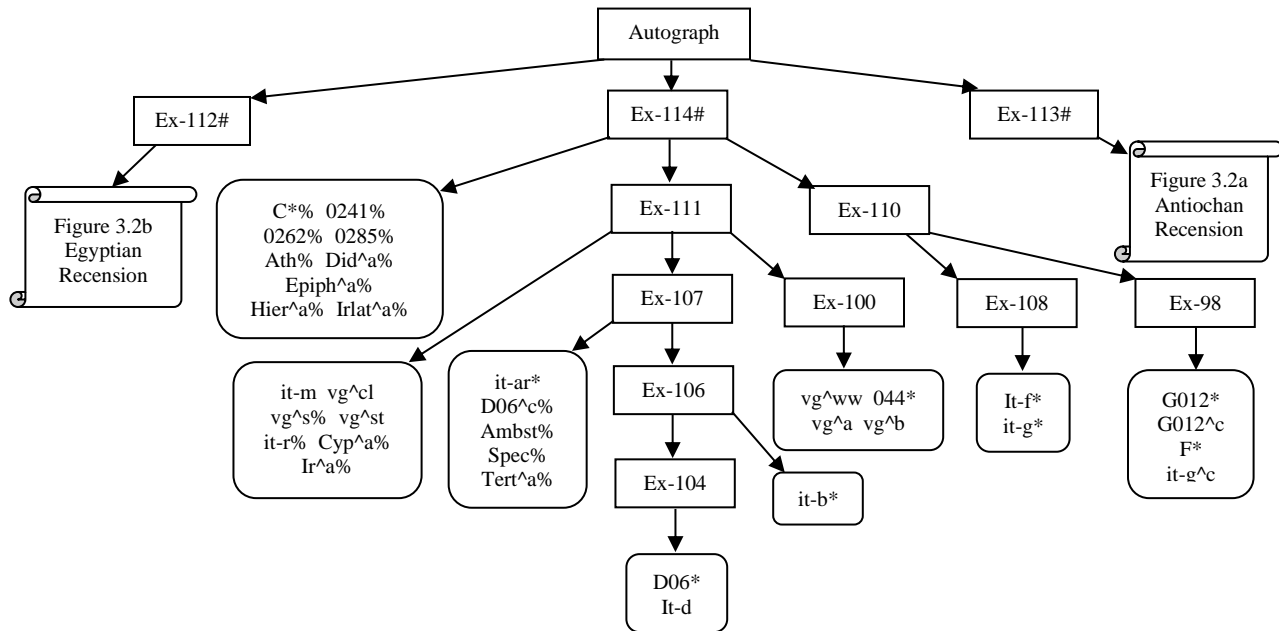 Autograph
Ex-112#
Ex-114#
Ex-113#
Figure 3.2b
Egyptian
Recension
C*% 0241%
0262% 0285%
Ath% Did^a%
Epiph^a%
Hier^a% Irlat^a%
Ex-111
Ex-110
Figure 3.2a
Antiochan
Recension
Ex-107
Ex-100
Ex-108
Ex-98
it-m vg^cl
vg^s% vg^st
it-r% Cyp^a%
Ir^a%
it-ar*
D06^c%
Ambst%
Spec%
Tert^a%
Ex-106
vg^ww 044*
vg^a vg^b
It-f*
it-g*
G012*
G012^c
F*
it-g^c
Ex-104
it-b*
D06*
It-d